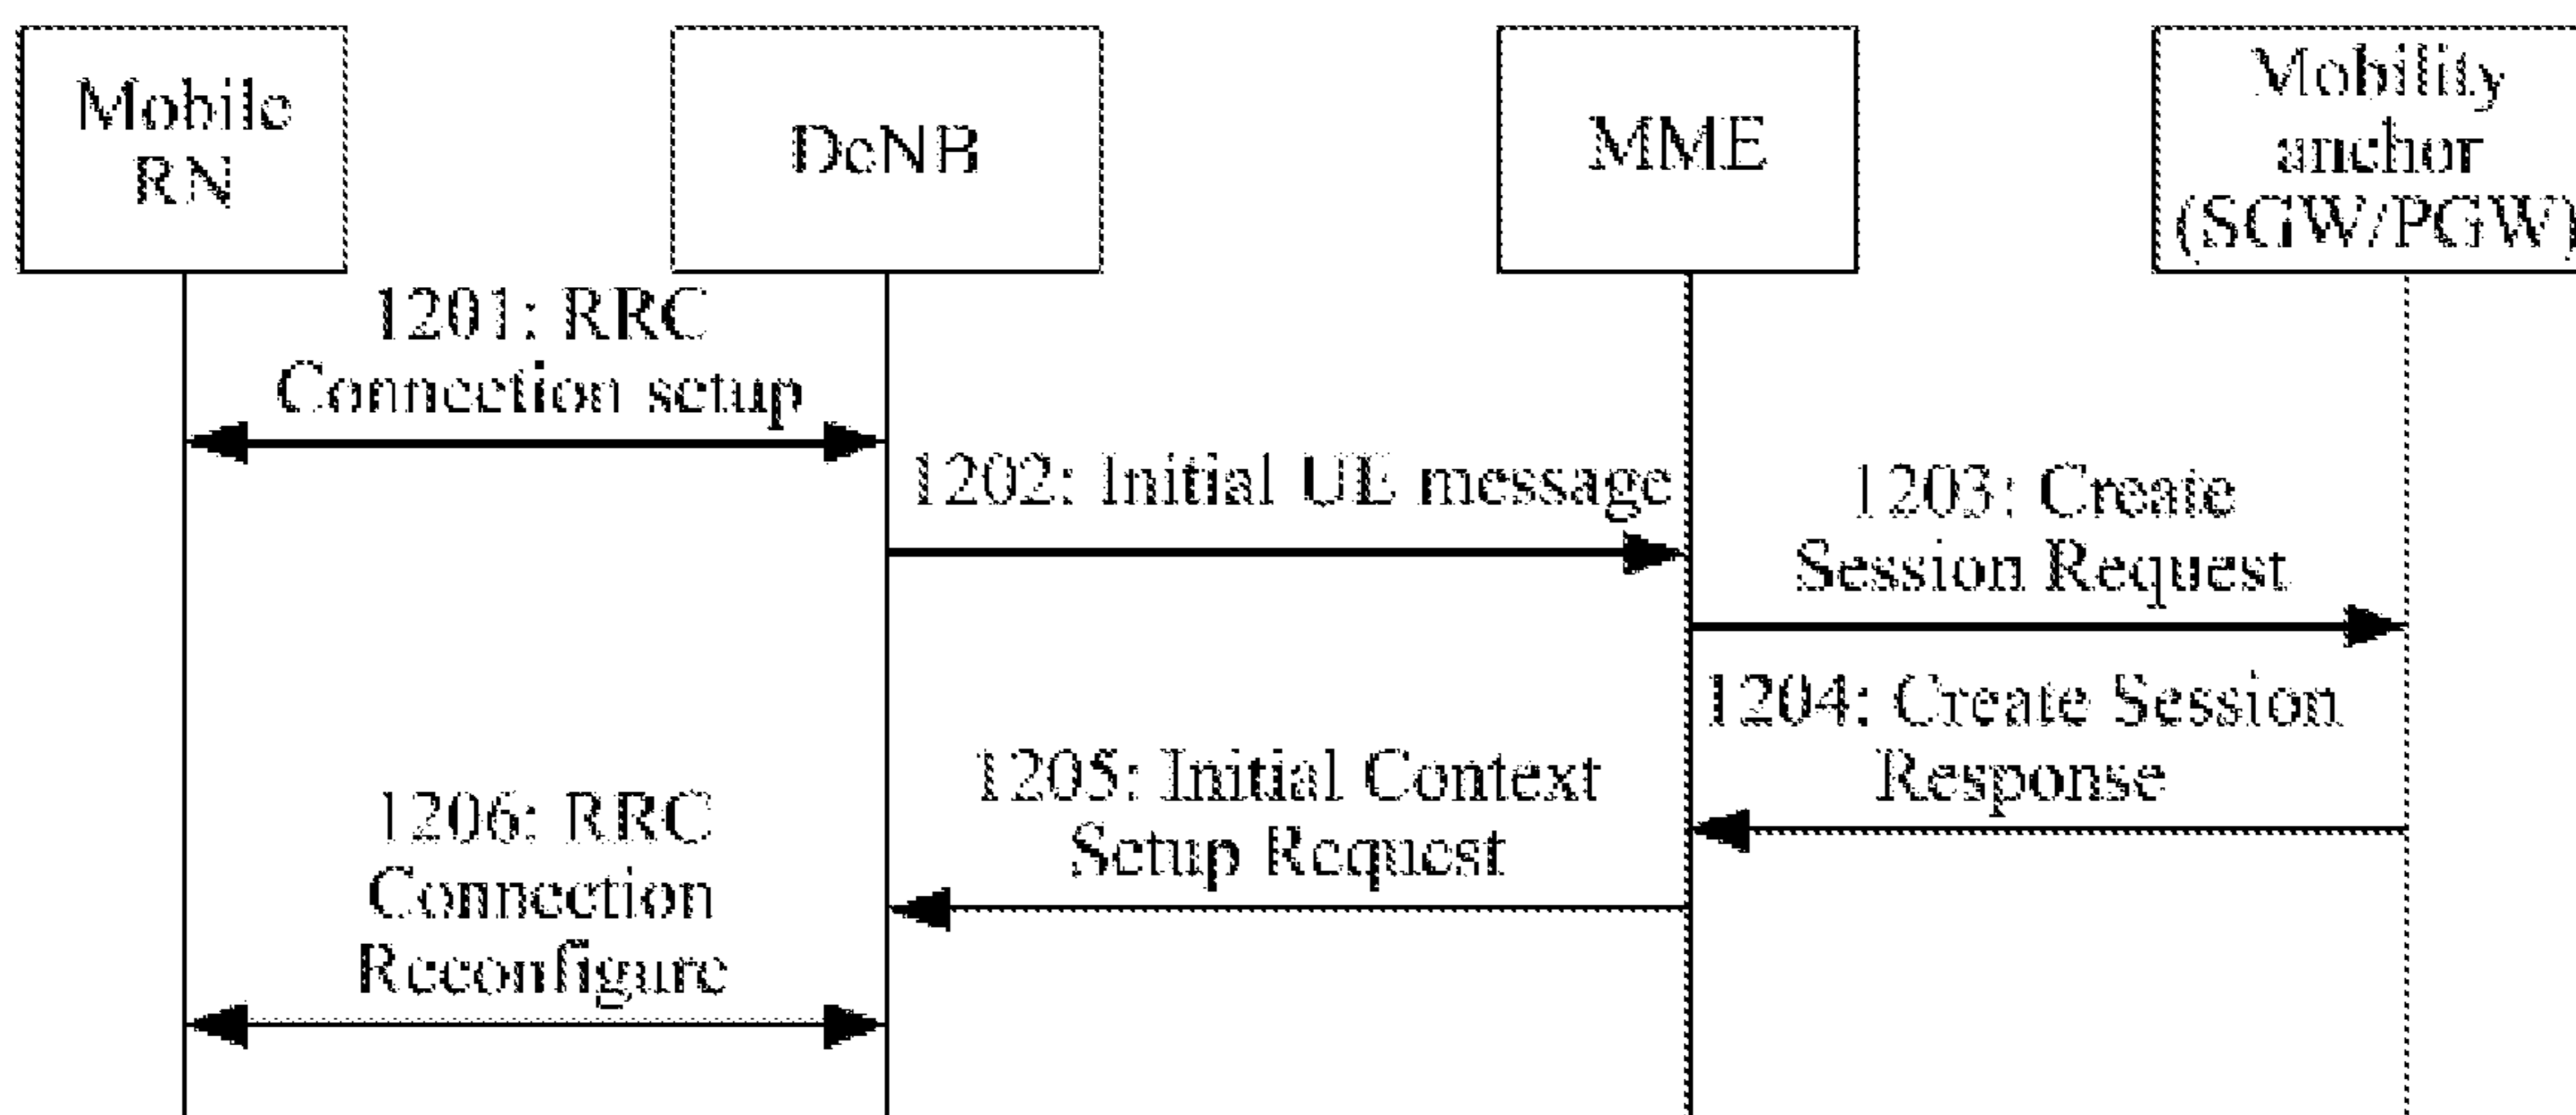 Mobile
RN
DeNB
MME
Mobility
anchor
(SGW/PGW)
1201: RRC
Connection setup
1202: Initial UE message
1203: Create
Session Request
1204: Create Session
Response
1205: Initial Context
Setup Request
1206: RRC
Connection
Reconfigure